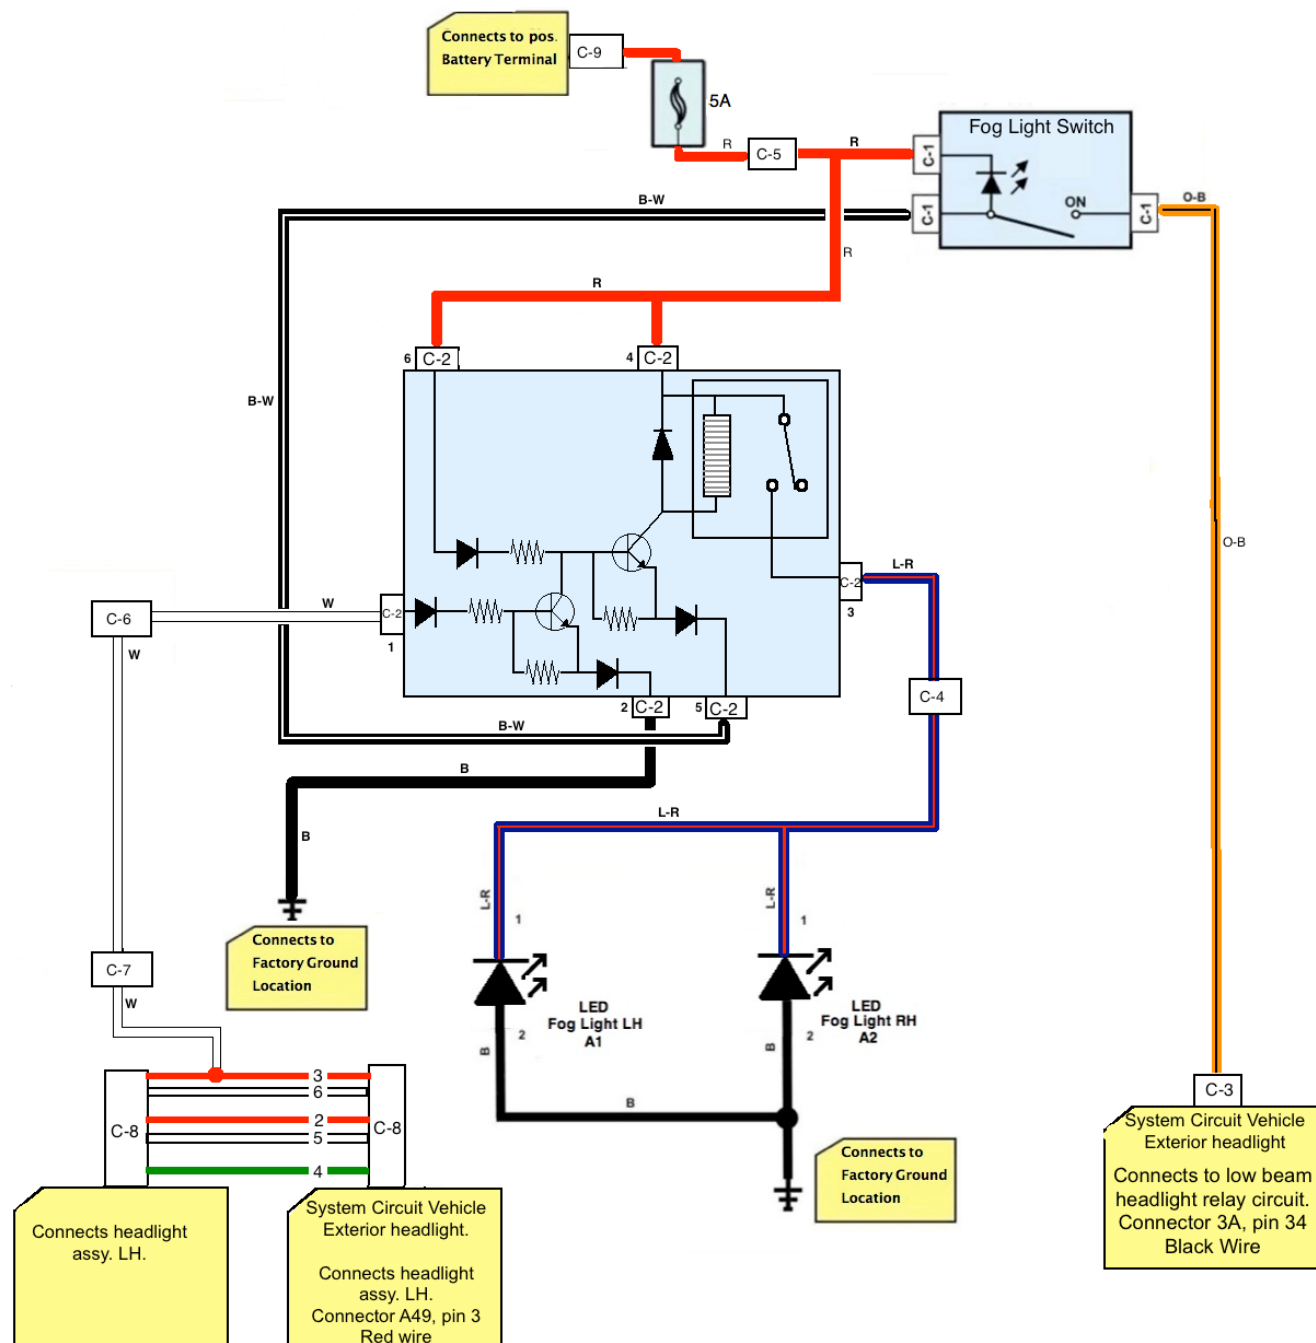 Connects to pos.
Battery Terminal
C-9
5A
R
C-5
R
Fog Light Switch
C-1
C-1
ON
C-1
O-B
B-W
R
R
6
C-2
4
C-2
B-W
O-B
C-2
L-R
3
C-6
W
C-2
1
W
C-4
2
C-2
5
C-2
B-W
B
B
L-R
L-R
1
L-R
1
Connects to
Factory Ground
Location
C-7
W
LED
Fog Light LH
A1
2
B
LED
Fog Light RH
A2
2
B
B
C-8
3
6
2
5
4
C-8
C-3
System Circuit Vehicle
Exterior headlight
Connects to low beam
headlight relay circuit.
Connector 3A, pin 34
Black Wire
Connects to
Factory Ground
Location
Connects headlight
assy. LH.
System Circuit Vehicle
Exterior headlight.
Connects headlight
assy. LH.
Connector A49, pin 3
Red wire